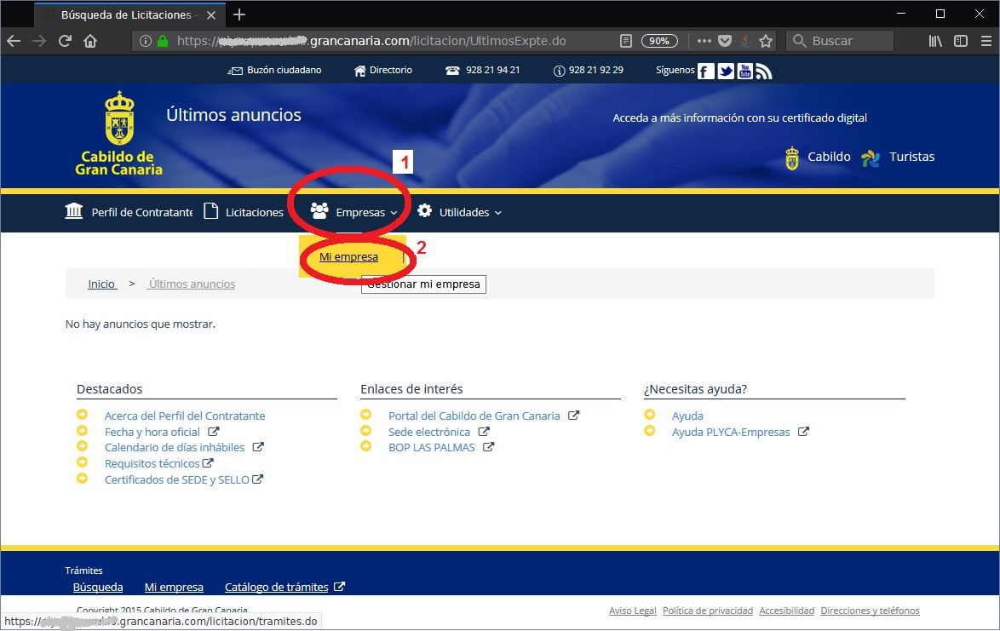 Búsqueda de Licitaciones -
https://
.grancanaria.com/licitacion/UltimosExpte.do
90%
Buscar
Buzón ciudadano
Directorio
928 21 94 21
928 21 92 29
Síguenos
You
Tube
Últimos anuncios
Acceda a más información con su certificado digital
Cabildo de
Gran Canaria
Cabildo
Turistas
1
Perfil de Contratante
Licitaciones
Empresas
Utilidades
Mi empresa
2
Inicio > Últimos anuncios
Gestionar mi empresa
No hay anuncios que mostrar.
Destacados
Acerca del Perfil del Contratante
Fecha y hora oficial
Calendario de días inhábiles
Requisitos técnicos
Certificados de SEDE y SELLO
Enlaces de interés
Portal del Cabildo de Gran Canaria
Sede electrónica
BOP LAS PALMAS
¿Necesitas ayuda?
Ayuda
Ayuda PLYCA-Empresas
Trámites
Búsqueda
Mi empresa
Catálogo de trámites
Copyright 2015 Cabildo de Gran Canaria
Aviso Legal
Política de privacidad
Accesibilidad
Direcciones y teléfonos
https://
.grancanaria.com/licitacion/tramites.do